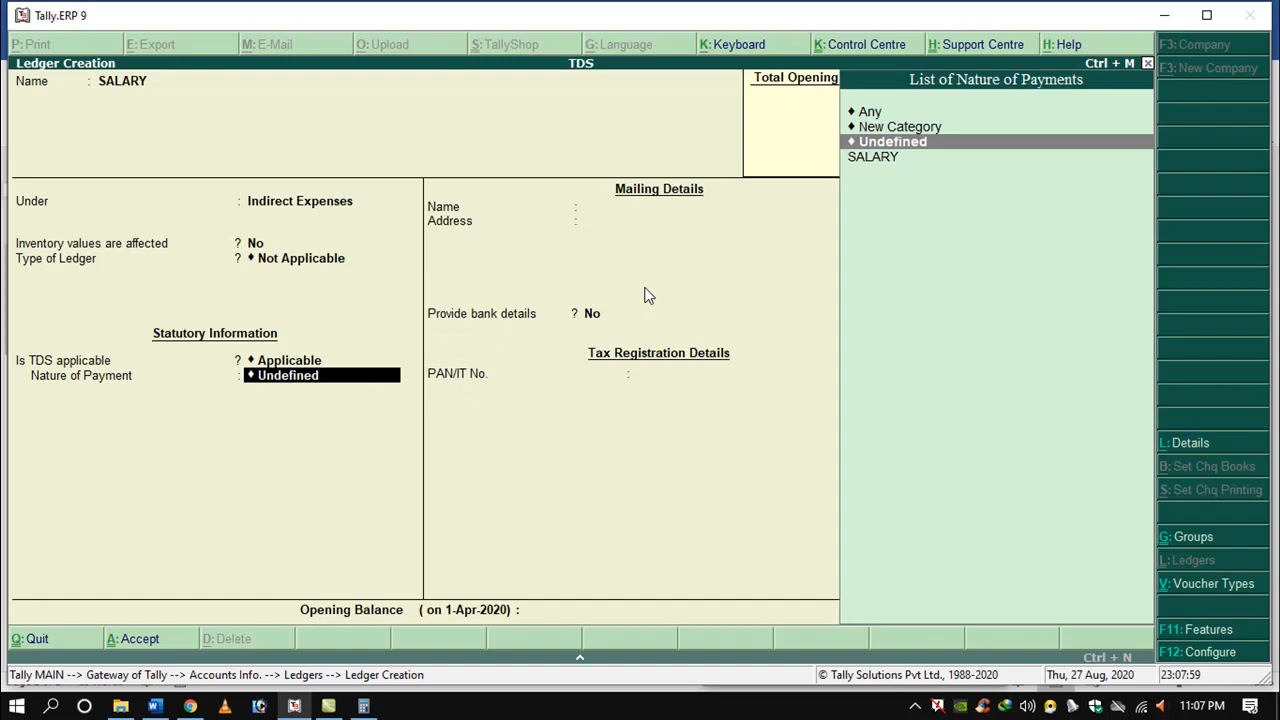 Tally.ERP 9
P: Print E: Export M: E-Mail O: Upload S: TallyShop G: Language K: Keyboard K: Control Centre H: Support Centre H: Help
F3: Company
Ledger Creation TDS Ctrl + M
F3: New Company
Name : SALARY
Total Opening
List of Nature of Payments
♦ Any
♦ New Category
♦ Undefined
SALARY
Under : Indirect Expenses
Inventory values are affected ? No
Type of Ledger ? ♦ Not Applicable
Statutory Information
Is TDS applicable ? ♦ Applicable
Nature of Payment : ♦ Undefined
Mailing Details
Name :
Address :
Provide bank details ? No
Tax Registration Details
PAN/IT No. :
L: Details
B: Set Chq Books
S: Set Chq Printing
G: Groups
L: Ledgers
V: Voucher Types
F11: Features
F12: Configure
Opening Balance ( on 1-Apr-2020) :
Q: Quit A: Accept D: Delete
Ctrl + N
Tally MAIN --> Gateway of Tally --> Accounts Info. --> Ledgers --> Ledger Creation © Tally Solutions Pvt Ltd., 1988-2020 Thu, 27 Aug, 2020 23:07:59
11:07 PM